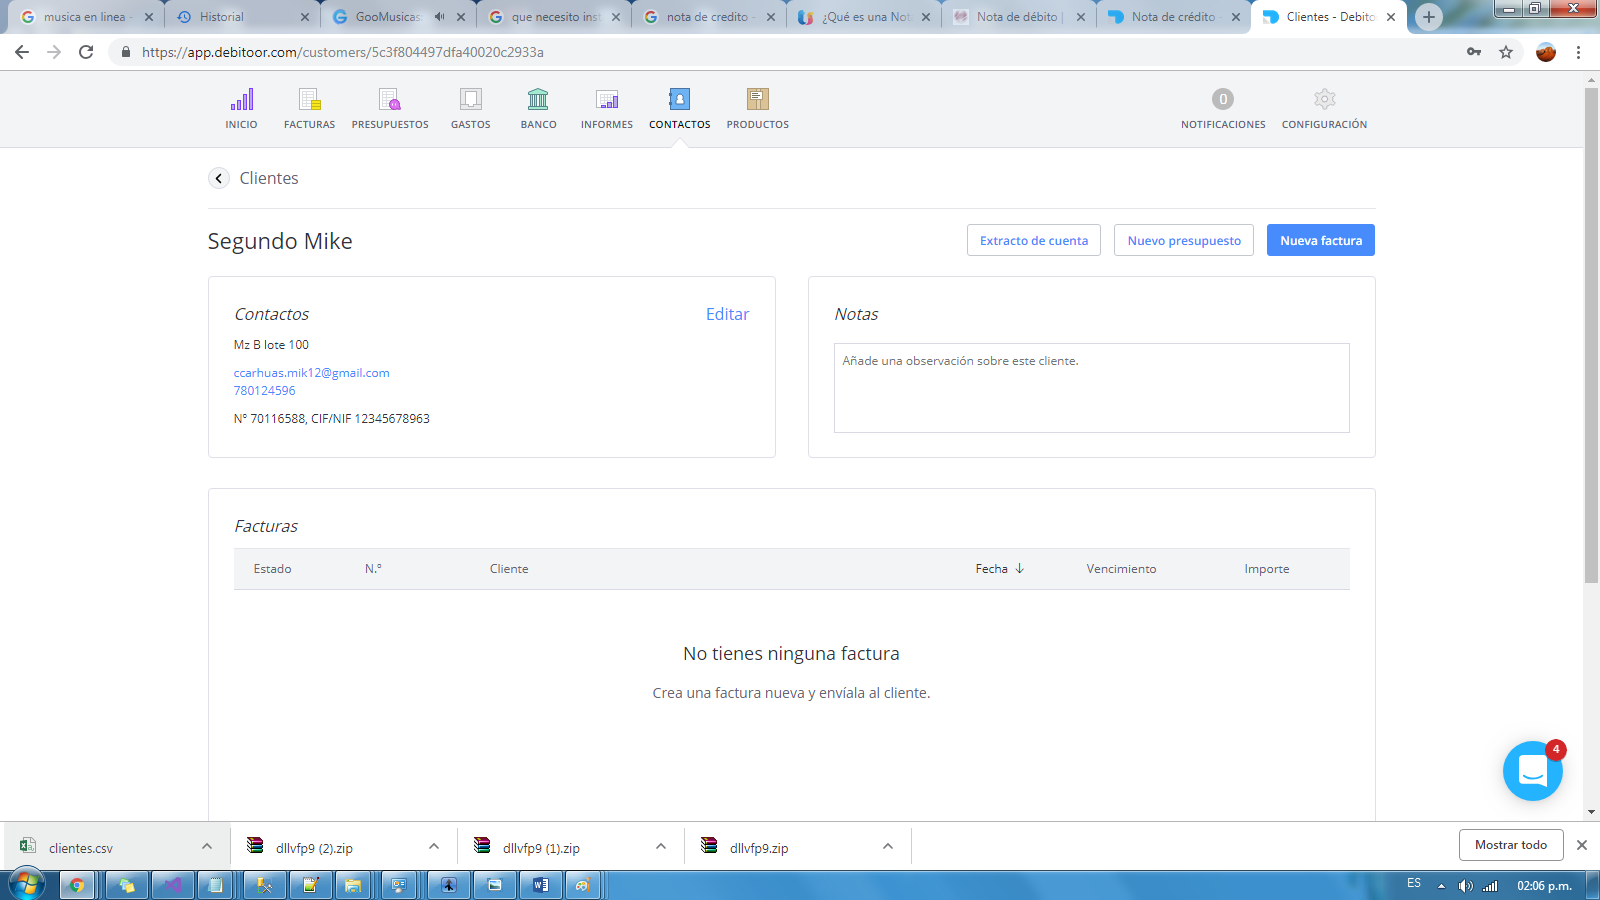 musica en linea -
Historial
GooMusicas
que necesito inst
nota de credito -
¿Qué es una Not
Nota de débito |
Nota de crédito -
Clientes - Debito
https://app.debitoor.com/customers/5c3f804497dfa40020c2933a
INICIO
FACTURAS
PRESUPUESTOS
GASTOS
BANCO
INFORMES
CONTACTOS
PRODUCTOS
0
NOTIFICACIONES
CONFIGURACIÓN
Clientes
Segundo Mike
Extracto de cuenta
Nuevo presupuesto
Nueva factura
Contactos
Editar
Mz B lote 100
ccarhuas.mik12@gmail.com
780124596
Nº 70116588, CIF/NIF 12345678963
Notas
Añade una observación sobre este cliente.
Facturas
Estado N.º Cliente Fecha ↓ Vencimiento Importe
No tienes ninguna factura
Crea una factura nueva y envíala al cliente.
4
clientes.csv
dllvfp9 (2).zip
dllvfp9 (1).zip
dllvfp9.zip
Mostrar todo
ES
02:06 p.m.